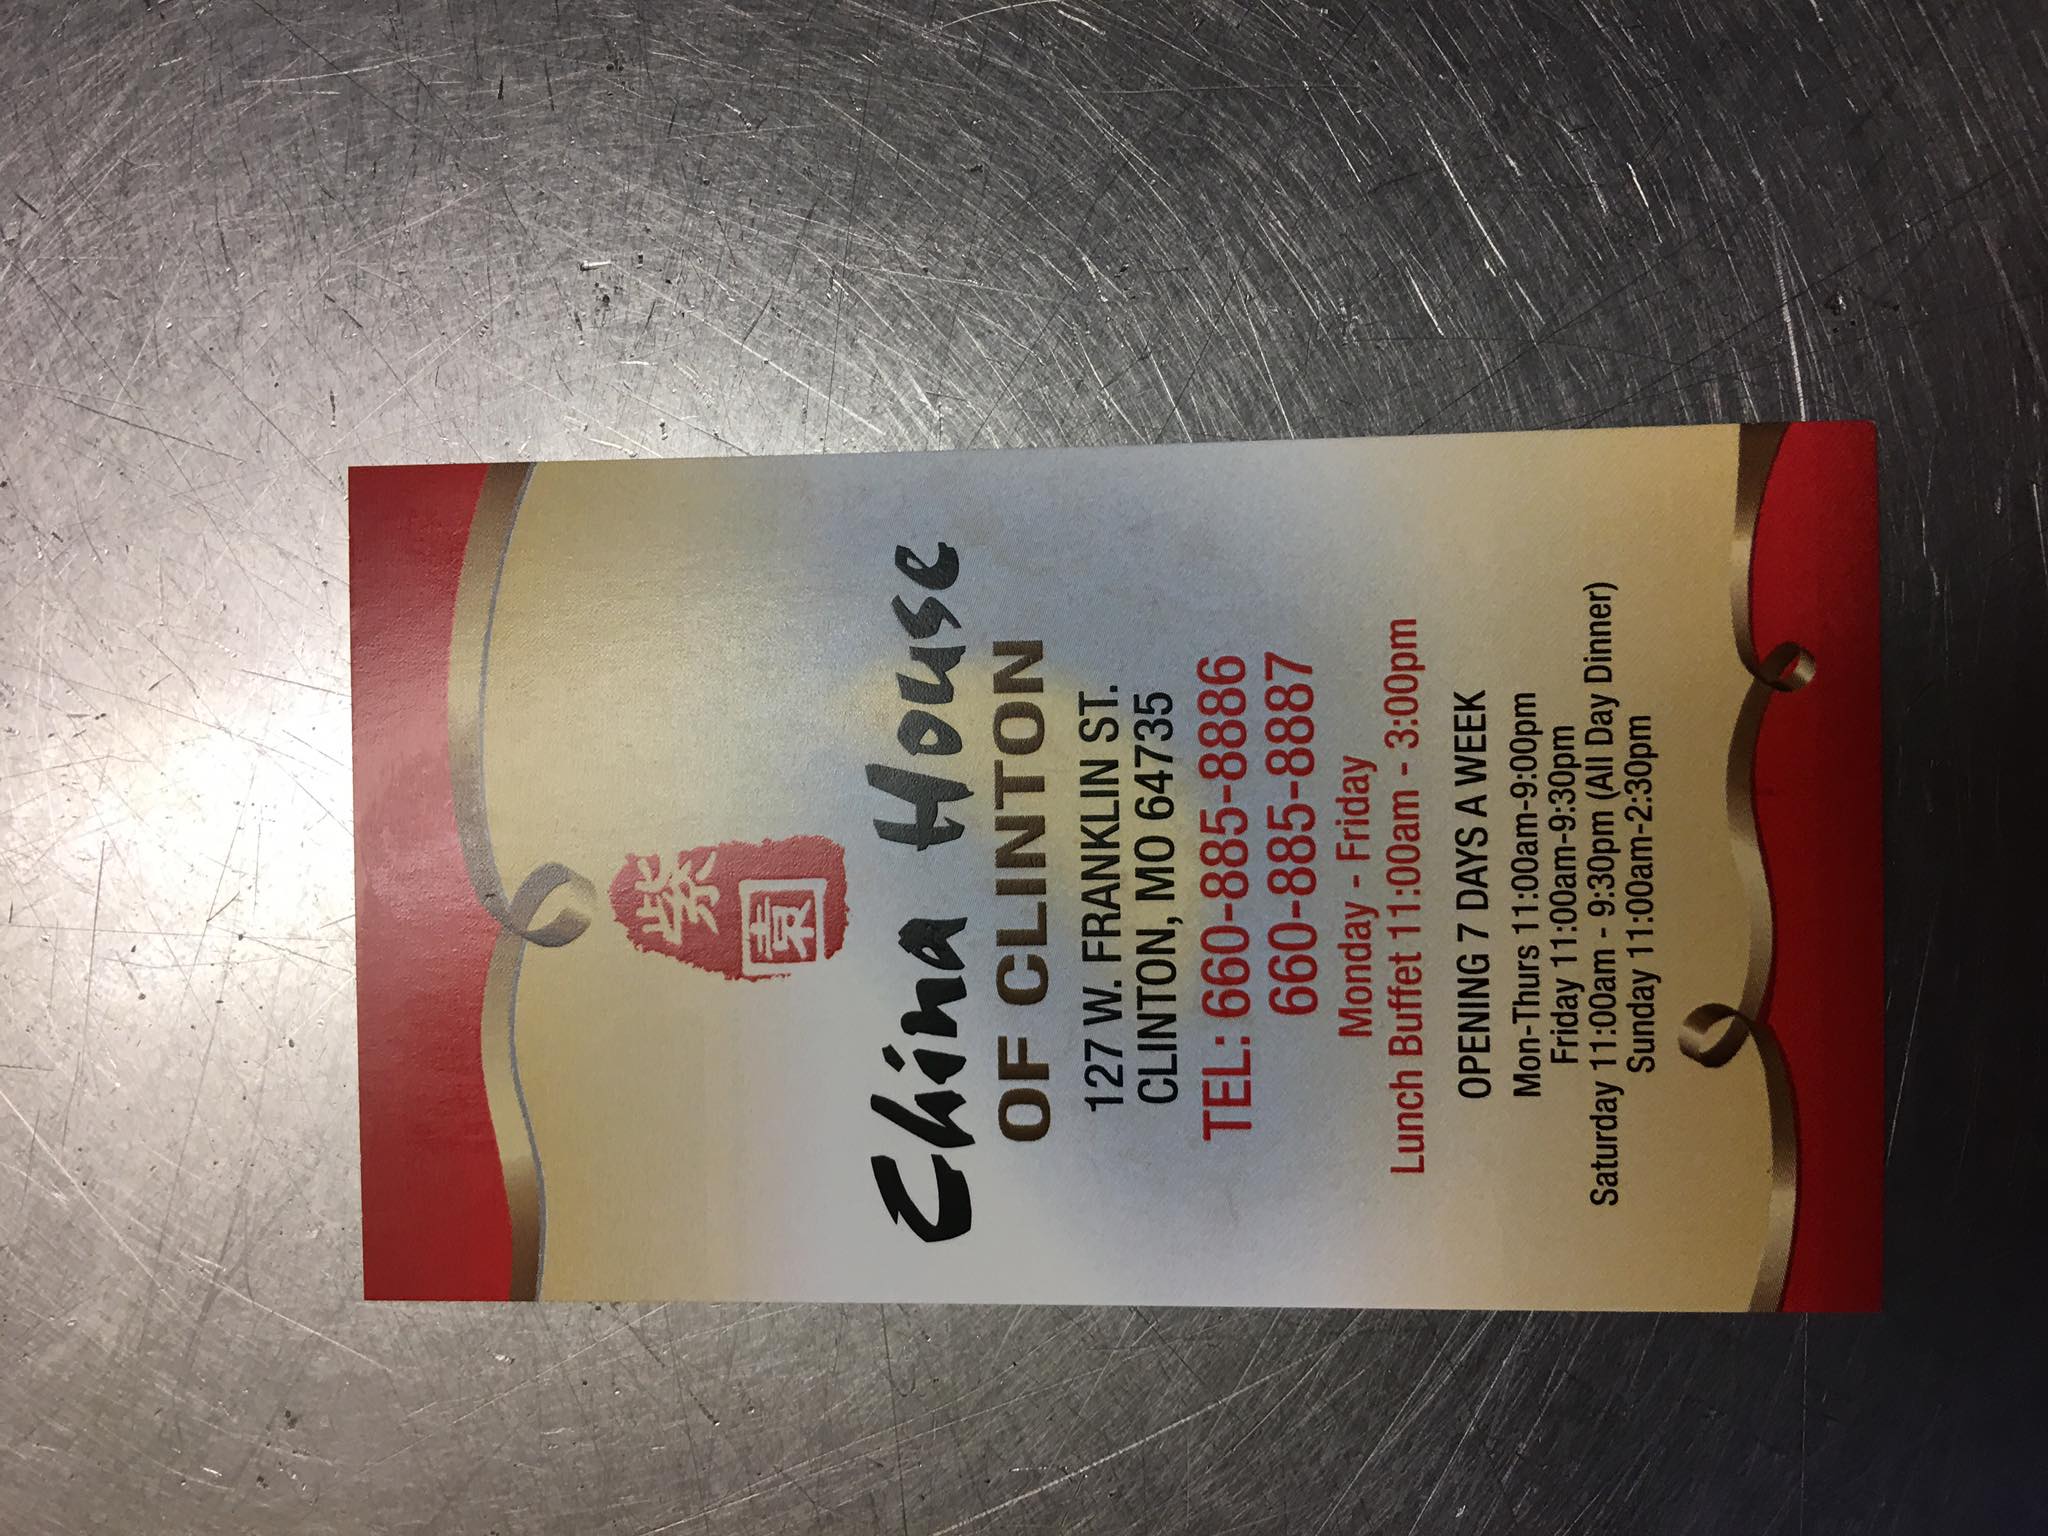 紫
園
China House
OF CLINTON
127 W. FRANKLIN ST.
CLINTON, MO 64735
TEL: 660-885-8886
660-885-8887
Monday - Friday
Lunch Buffet 11:00am - 3:00pm
OPENING 7 DAYS A WEEK
Mon-Thurs 11:00am-9:00pm
Friday 11:00am-9:30pm
Saturday 11:00am - 9:30pm (All Day Dinner)
Sunday 11:00am-2:30pm